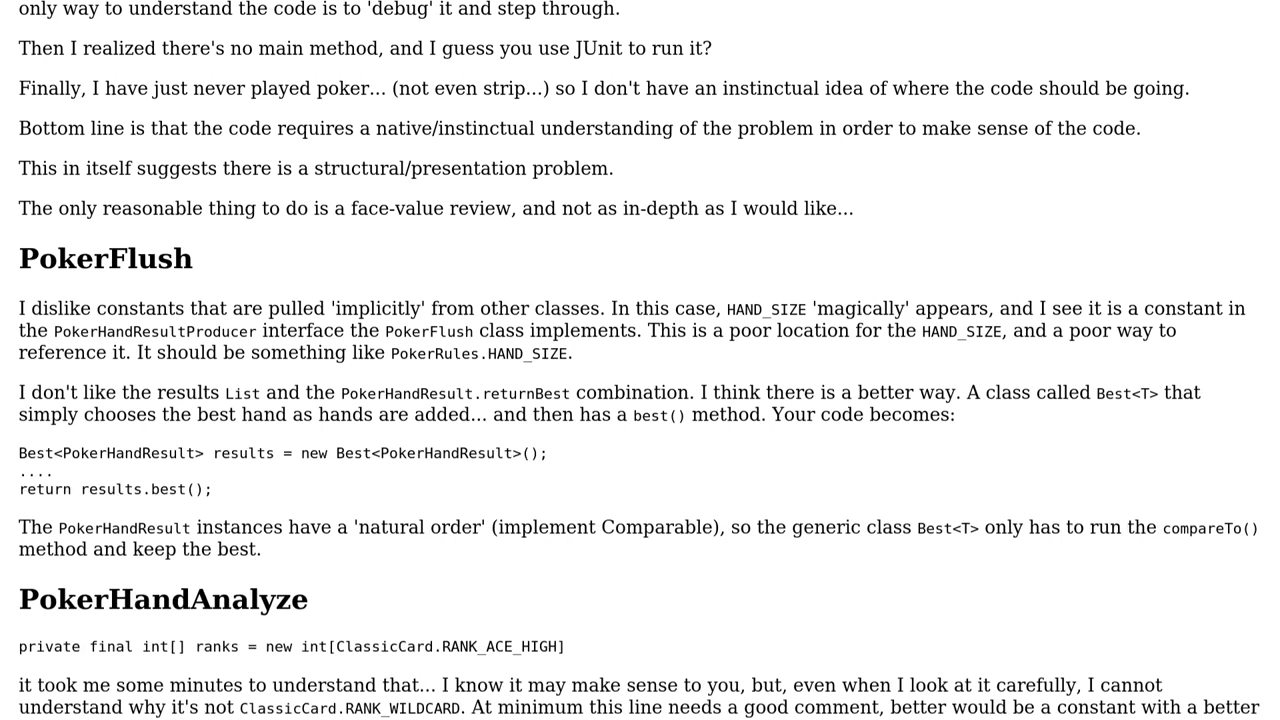 only way to understand the code is to 'debug' it and step through.
Then I realized there's no main method, and I guess you use JUnit to run it?
Finally, I have just never played poker... (not even strip...) so I don't have an instinctual idea of where the code should be going.
Bottom line is that the code requires a native/instinctual understanding of the problem in order to make sense of the code.
This in itself suggests there is a structural/presentation problem.
The only reasonable thing to do is a face-value review, and not as in-depth as I would like...
PokerFlush
I dislike constants that are pulled 'implicitly' from other classes. In this case, HAND_SIZE 'magically' appears, and I see it is a constant in
the PokerHandResultProducer interface the PokerFlush class implements. This is a poor location for the HAND_SIZE, and a poor way to
reference it. It should be something like PokerRules.HAND_SIZE.
I don't like the results List and the PokerHandResult.returnBest combination. I think there is a better way. A class called Best<T> that
simply chooses the best hand as hands are added... and then has a best() method. Your code becomes:
Best<PokerHandResult> results = new Best<PokerHandResult>();
....
return results.best();
The PokerHandResult instances have a 'natural order' (implement Comparable), so the generic class Best<T> only has to run the compareTo()
method and keep the best.
PokerHandAnalyze
private final int[] ranks = new int[ClassicCard.RANK_ACE_HIGH]
it took me some minutes to understand that... I know it may make sense to you, but, even when I look at it carefully, I cannot
understand why it's not ClassicCard.RANK_WILDCARD. At minimum this line needs a good comment, better would be a constant with a better